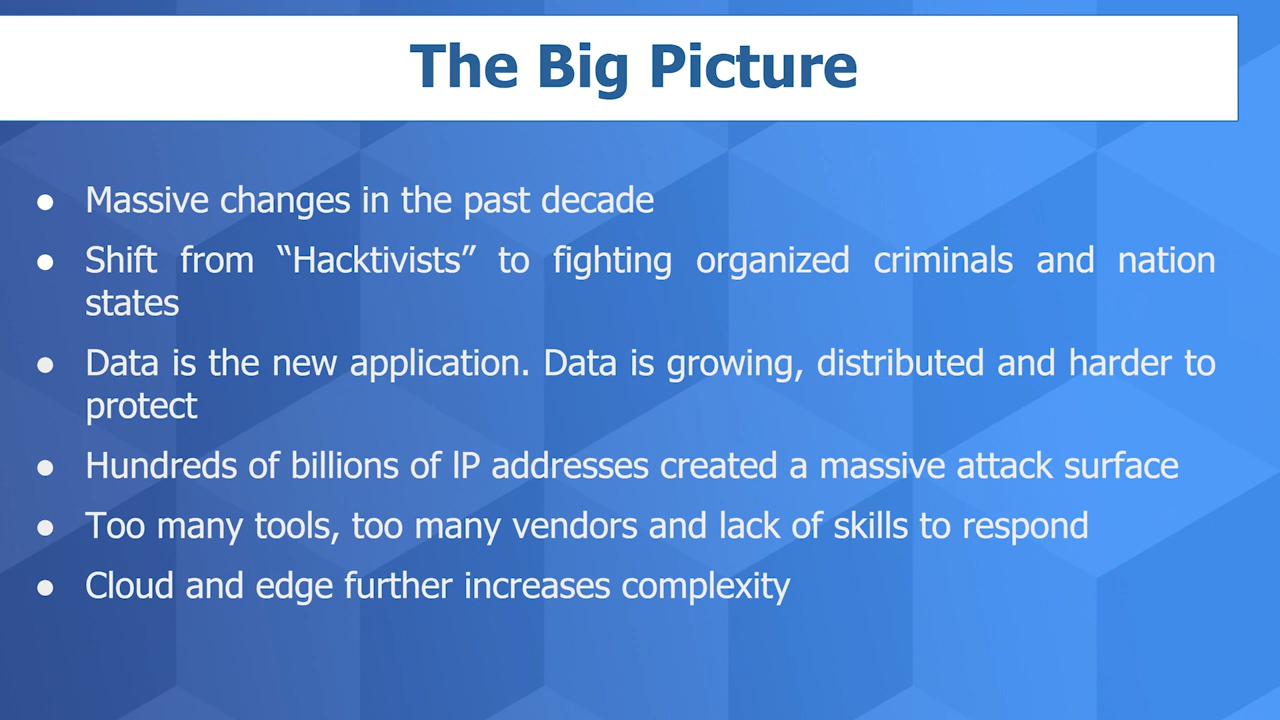 The Big Picture
● Massive changes in the past decade
● Shift from “Hacktivists” to fighting organized criminals and nation
states
● Data is the new application. Data is growing, distributed and harder to
protect
● Hundreds of billions of lP addresses created a massive attack surface
● Too many tools, too many vendors and lack of skills to respond
● Cloud and edge further increases complexity